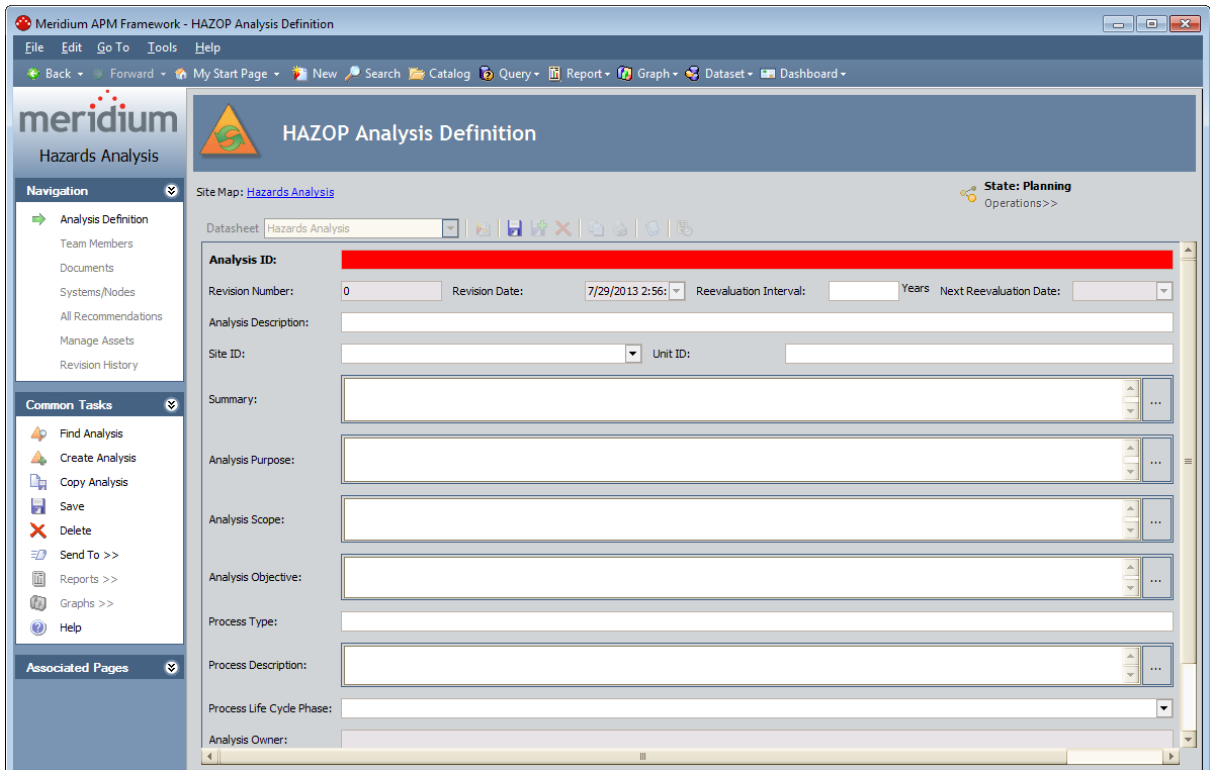 Meridium APM Framework - HAZOP Analysis Definition
File Edit Go To Tools Help
Back Forward My Start Page New Search Catalog Query Report Graph Dataset Dashboard
meridium
Hazards Analysis
HAZOP Analysis Definition
Navigation
Analysis Definition
Team Members
Documents
Systems/Nodes
All Recommendations
Manage Assets
Revision History
Common Tasks
Find Analysis
Create Analysis
Copy Analysis
Save
Delete
Send To >>
Reports >>
Graphs >>
Help
Associated Pages
Site Map: Hazards Analysis
State: Planning
Operations>>
Datasheet Hazards Analysis
Analysis ID:
Revision Number: 0 Revision Date: 7/29/2013 2:56: Reevaluation Interval: Years Next Reevaluation Date:
Analysis Description:
Site ID: Unit ID:
Summary: ...
Analysis Purpose: ...
Analysis Scope: ...
Analysis Objective: ...
Process Type:
Process Description: ...
Process Life Cycle Phase:
Analysis Owner: